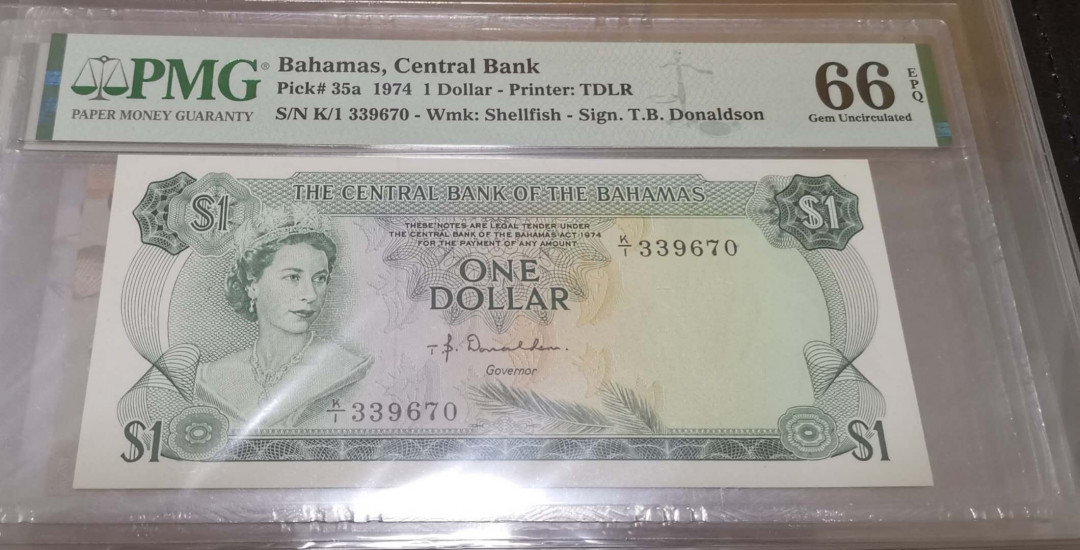 PMG®
PAPER MONEY GUARANTY
Bahamas, Central Bank
Pick# 35a 1974 1 Dollar - Printer: TDLR
S/N K/1 339670 - Wmk: Shellfish - Sign. T.B. Donaldson
66 EPQ
Gem Uncirculated
$1 THE CENTRAL BANK OF THE BAHAMAS $1
THESE NOTES ARE LEGAL TENDER UNDER
THE CENTRAL BANK OF THE BAHAMAS ACT 1974
FOR THE PAYMENT OF ANY AMOUNT
K/1 339670
ONE
DOLLAR
T B. Donaldson.
Governor
K/1 339670
$1 $1